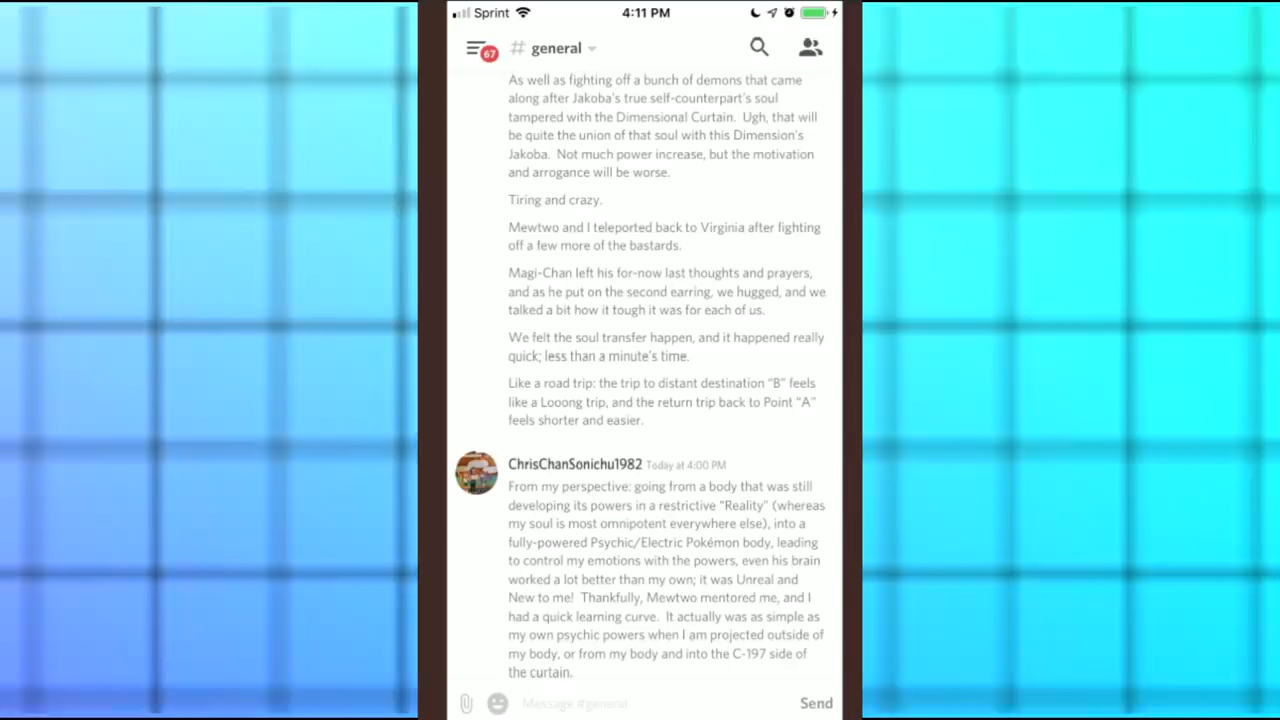 Sprint 4:11 PM
67 # general
As well as fighting off a bunch of demons that came
along after Jakoba's true self-counterpart's soul
tampered with the Dimensional Curtain.  Ugh, that will
be quite the union of that soul with this Dimension's
Jakoba.  Not much power increase, but the motivation
and arrogance will be worse.
Tiring and crazy.
Mewtwo and I teleported back to Virginia after fighting
off a few more of the bastards.
Magi-Chan left his for-now last thoughts and prayers,
and as he put on the second earring, we hugged, and we
talked a bit how it tough it was for each of us.
We felt the soul transfer happen, and it happened really
quick; less than a minute's time.
Like a road trip: the trip to distant destination “B” feels
like a Looong trip, and the return trip back to Point “A”
feels shorter and easier.
ChrisChanSonichu1982 Today at 4:00 PM
From my perspective: going from a body that was still
developing its powers in a restrictive “Reality” (whereas
my soul is most omnipotent everywhere else), into a
fully-powered Psychic/Electric Pokémon body, leading
to control my emotions with the powers, even his brain
worked a lot better than my own; it was Unreal and
New to me!  Thankfully, Mewtwo mentored me, and I
had a quick learning curve.  It actually was as simple as
my own psychic powers when I am projected outside of
my body, or from my body and into the C-197 side of
the curtain.
Message #general Send